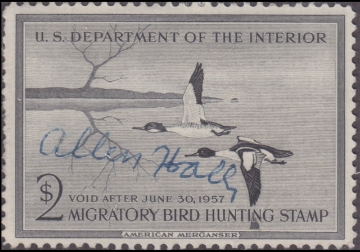 U.S. DEPARTMENT OF THE INTERIOR
Allen Hall
$2
VOID AFTER JUNE 30, 1957
MIGRATORY BIRD HUNTING STAMP
AMERICAN MERGANSER